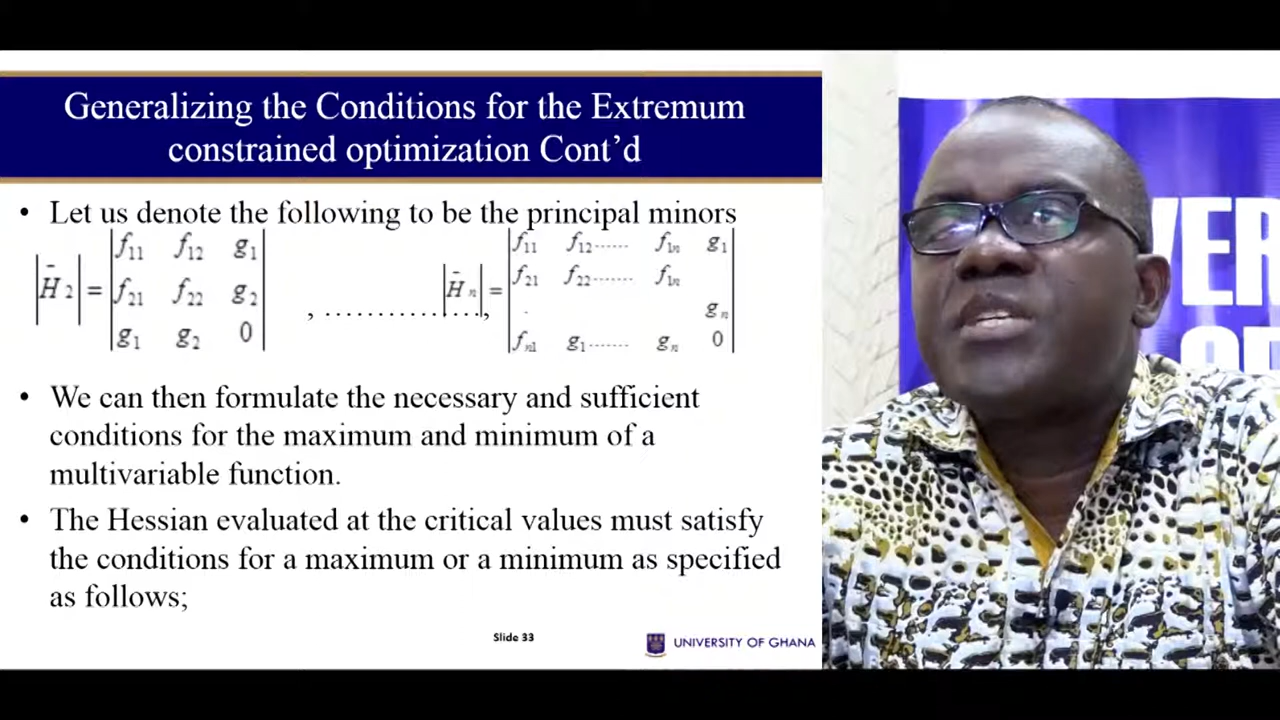 Generalizing the Conditions for the Extremum
constrained optimization Cont’d
• Let us denote the following to be the principal minors
|H̄ 2| = | f11 f12 g1 |
| f21 f22 g2 |
| g1 g2 0 |
, ……………,
|H̄ n| = | f11 f12...... f1n g1 |
| f21 f22....... f1n |
. gn
| fn1 g1....... gn 0 |
• We can then formulate the necessary and sufficient
conditions for the maximum and minimum of a
multivariable function.
• The Hessian evaluated at the critical values must satisfy
the conditions for a maximum or a minimum as specified
as follows;
Slide 33
UNIVERSITY OF GHANA
VER
OF